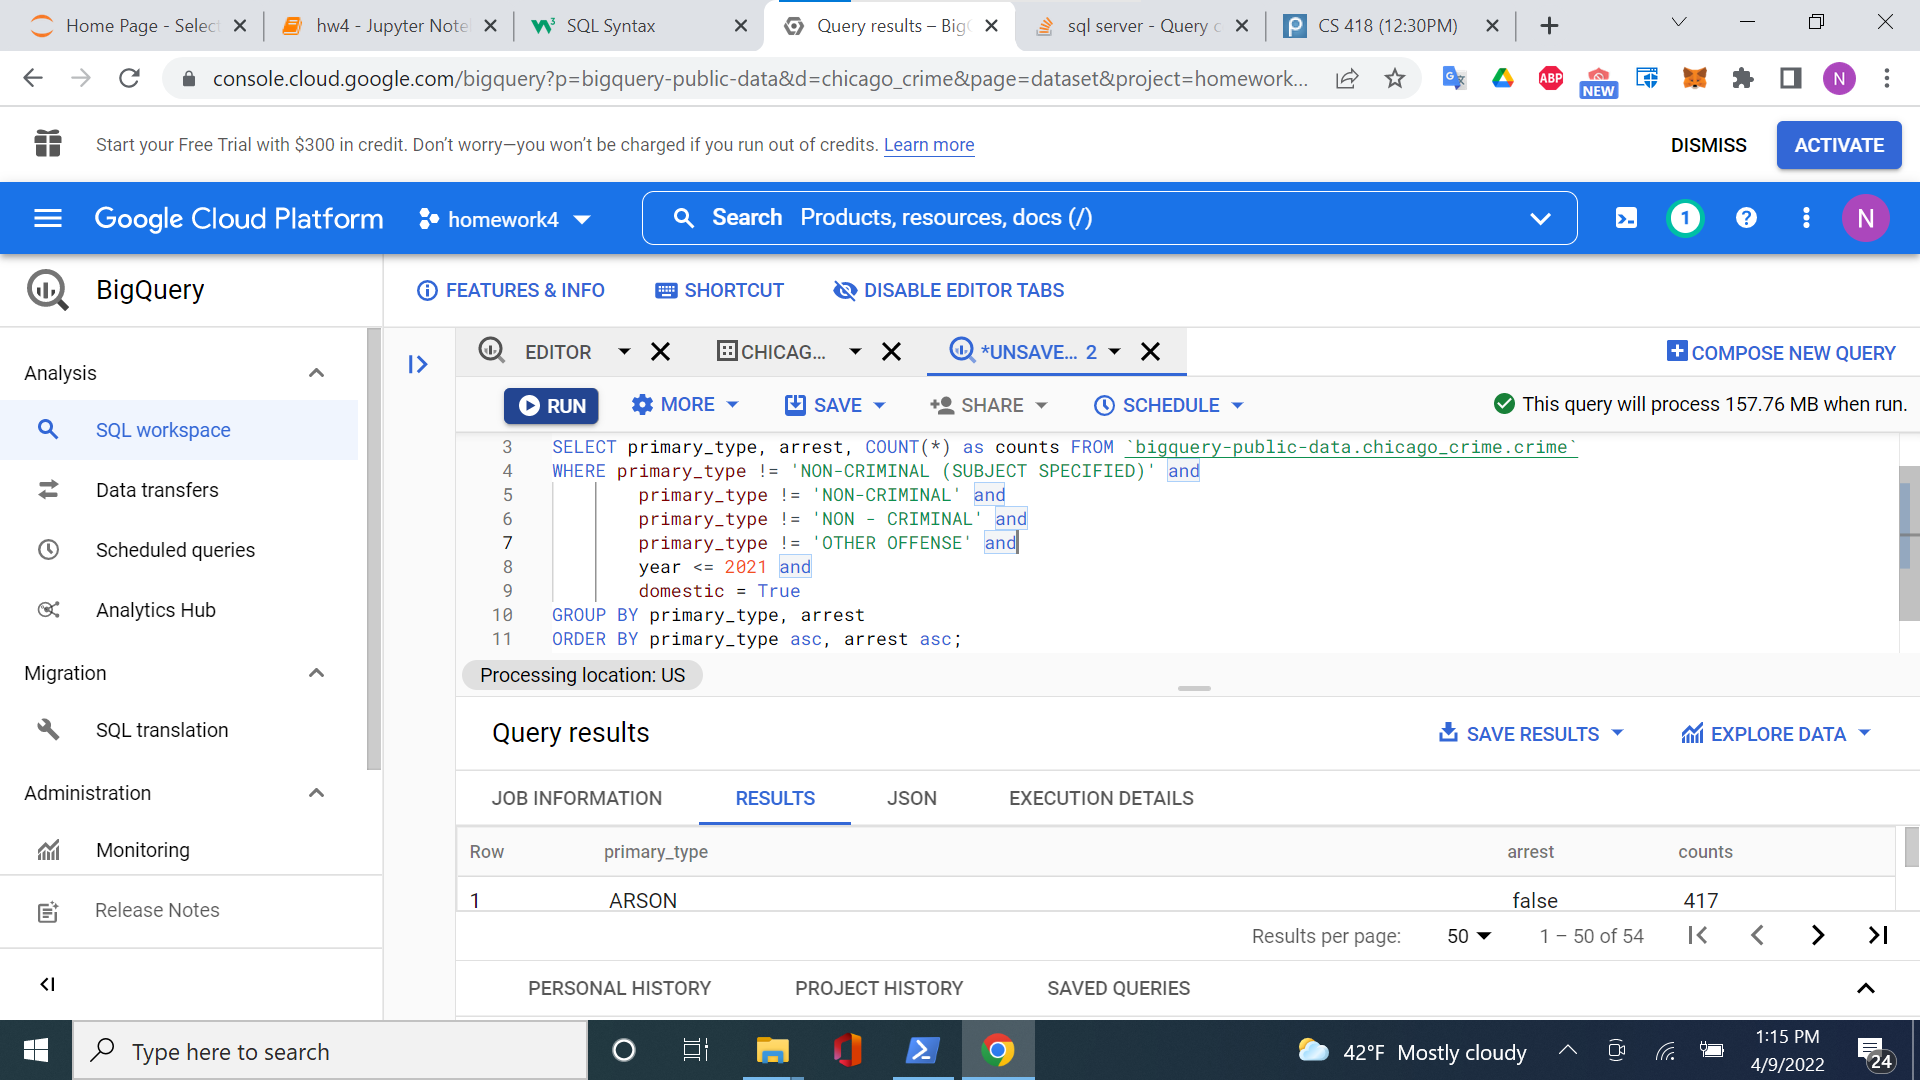 Home Page - Select
hw4 - Jupyter Note
SQL Syntax
Query results – Big
sql server - Query c
CS 418 (12:30PM)
console.cloud.google.com/bigquery?p=bigquery-public-data&d=chicago_crime&page=dataset&project=homework...
ABP
NEW
N
Start your Free Trial with $300 in credit. Don't worry—you won't be charged if you run out of credits. Learn more
DISMISS
ACTIVATE
Google Cloud Platform
homework4
Search Products, resources, docs (/)
1
N
BigQuery
FEATURES & INFO
SHORTCUT
DISABLE EDITOR TABS
Analysis
SQL workspace
Data transfers
Scheduled queries
Analytics Hub
Migration
SQL translation
Administration
Monitoring
Release Notes
EDITOR
CHICAG...
*UNSAVE... 2
COMPOSE NEW QUERY
RUN
MORE
SAVE
SHARE
SCHEDULE
This query will process 157.76 MB when run.
3 SELECT primary_type, arrest, COUNT(*) as counts FROM `bigquery-public-data.chicago_crime.crime`
4 WHERE primary_type != 'NON-CRIMINAL (SUBJECT SPECIFIED)' and
5 primary_type != 'NON-CRIMINAL' and
6 primary_type != 'NON - CRIMINAL' and
7 primary_type != 'OTHER OFFENSE' and
8 year <= 2021 and
9 domestic = True
10 GROUP BY primary_type, arrest
11 ORDER BY primary_type asc, arrest asc;
Processing location: US
Query results
SAVE RESULTS
EXPLORE DATA
JOB INFORMATION
RESULTS
JSON
EXECUTION DETAILS
Row primary_type arrest counts
1 ARSON false 417
Results per page: 50 1 – 50 of 54
PERSONAL HISTORY
PROJECT HISTORY
SAVED QUERIES
Type here to search
42°F Mostly cloudy
1:15 PM
4/9/2022
24